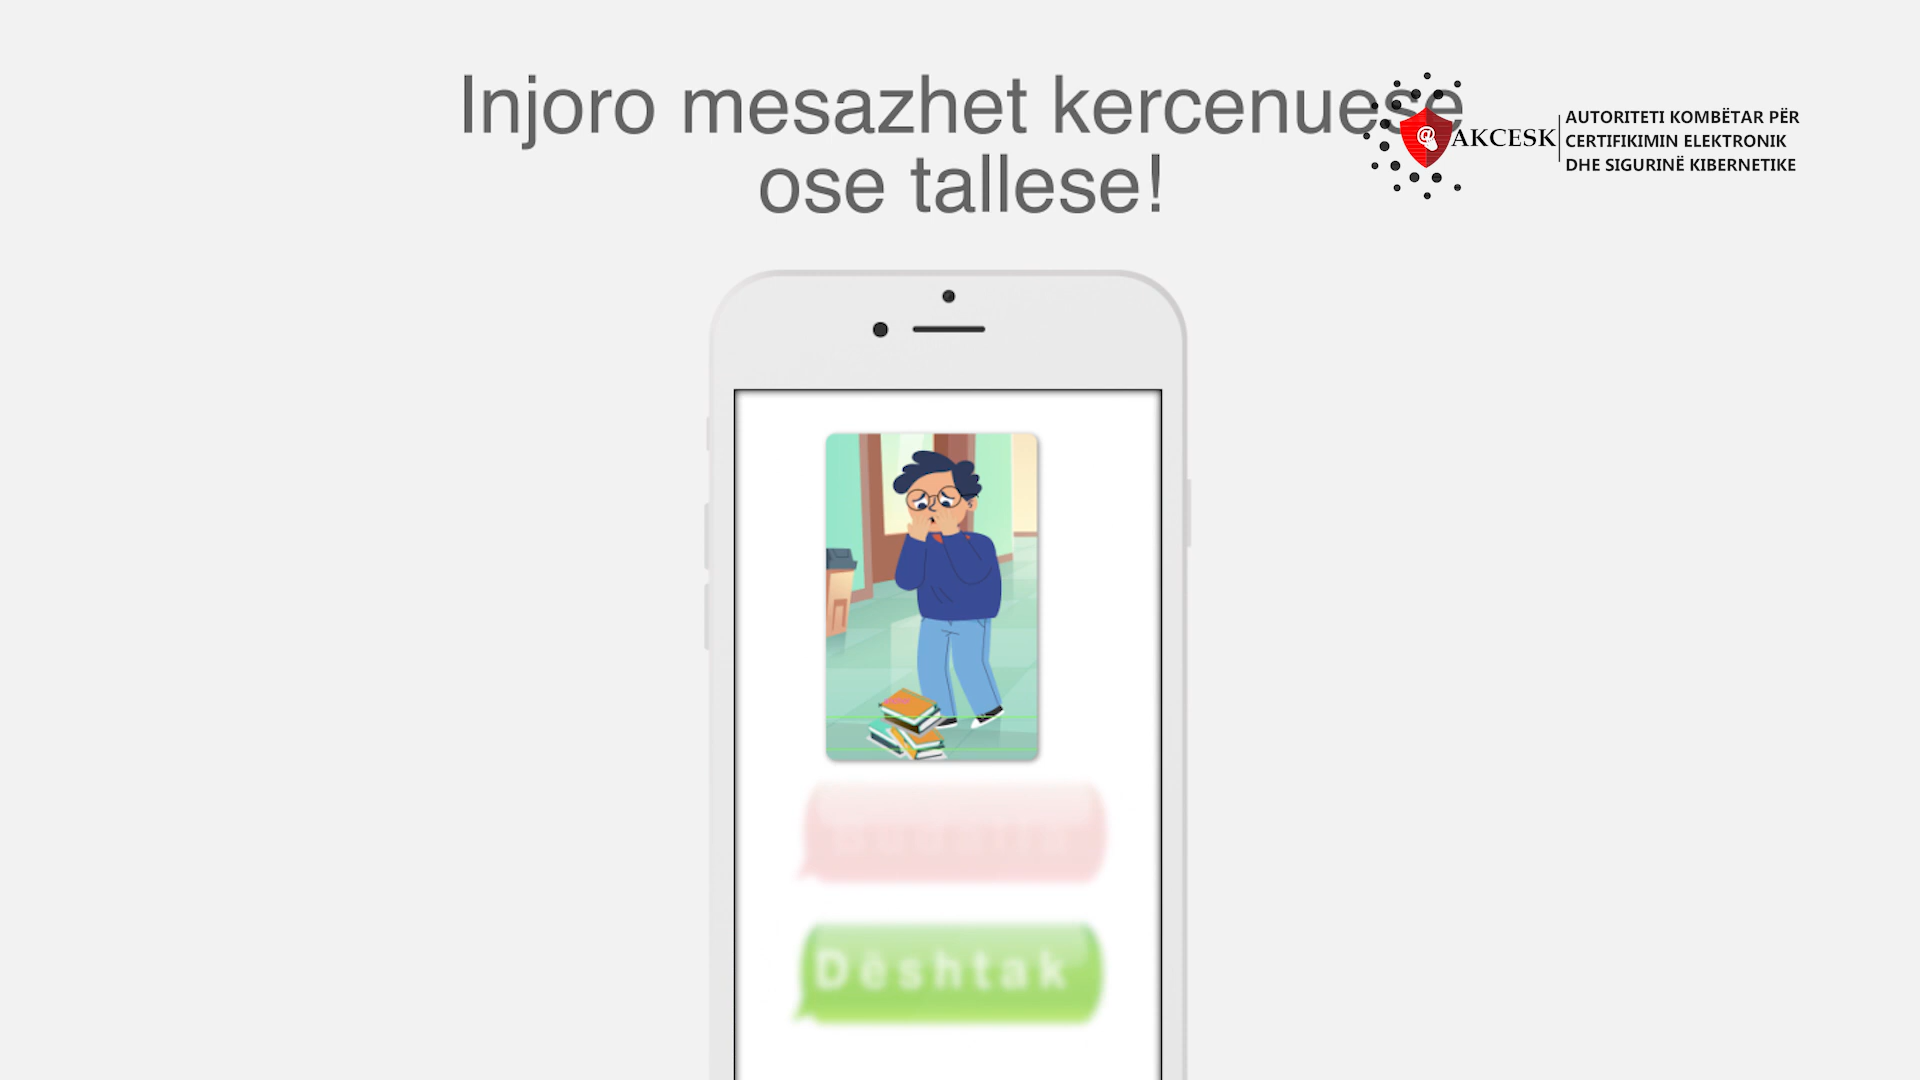 Injoro mesazhet kercenuese
ose tallese!
AKCESK
AUTORITETI KOMBËTAR PËR
CERTIFIKIMIN ELEKTRONIK
DHE SIGURINË KIBERNETIKE
Dështak